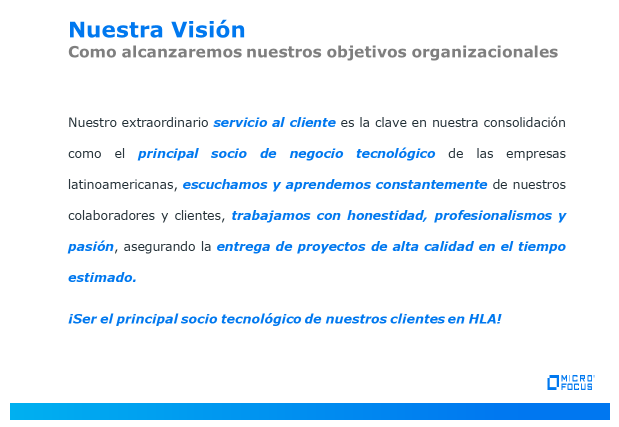 Nuestra Visión
Como alcanzaremos nuestros objetivos organizacionales
Nuestro extraordinario servicio al cliente es la clave en nuestra consolidación
como el principal socio de negocio tecnológico de las empresas
latinoamericanas, escuchamos y aprendemos constantemente de nuestros
colaboradores y clientes, trabajamos con honestidad, profesionalismos y
pasión, asegurando la entrega de proyectos de alta calidad en el tiempo
estimado.
¡Ser el principal socio tecnológico de nuestros clientes en HLA!
MICRO
FOCUS